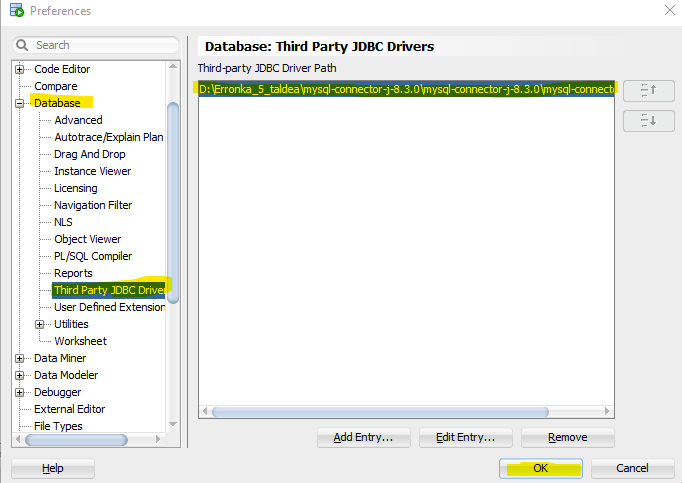 Preferences
Search
Code Editor
Compare
Database
Advanced
Autotrace/Explain Plan
Drag And Drop
Instance Viewer
Licensing
Navigation Filter
NLS
Object Viewer
PL/SQL Compiler
Reports
Third Party JDBC Driver
User Defined Extension
Utilities
Worksheet
Data Miner
Data Modeler
Debugger
External Editor
File Types
Database: Third Party JDBC Drivers
Third-party JDBC Driver Path
D:\Erronka_5_taldea\mysql-connector-j-8.3.0\mysql-connector-j-8.3.0\mysql-connecto
Add Entry...
Edit Entry...
Remove
Help
OK
Cancel